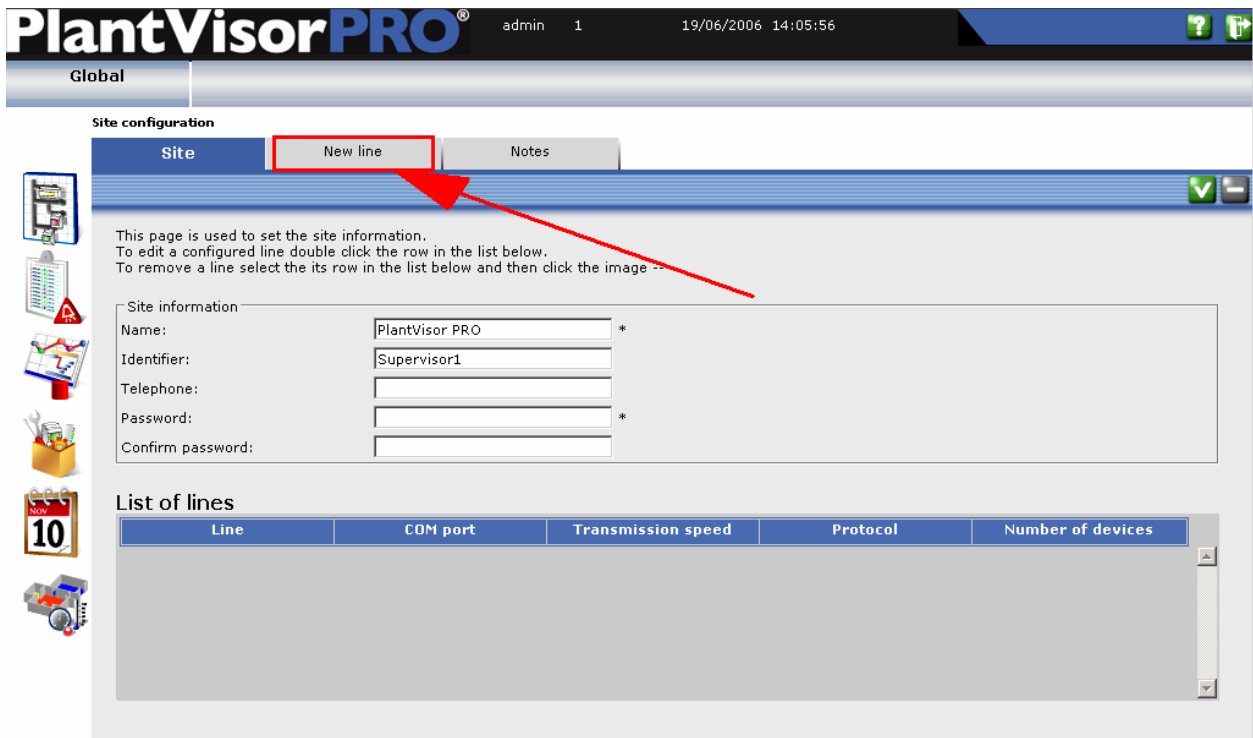 PlantVisorPRO® admin 1 19/06/2006 14:05:56 ?
Global
Site configuration
Site New line Notes
This page is used to set the site information.
To edit a configured line double click the row in the list below.
To remove a line select the its row in the list below and then click the image --
Site information
Name: PlantVisor PRO *
Identifier: Supervisor1
Telephone:
Password: *
Confirm password:
NOV
10
List of lines
Line COM port Transmission speed Protocol Number of devices